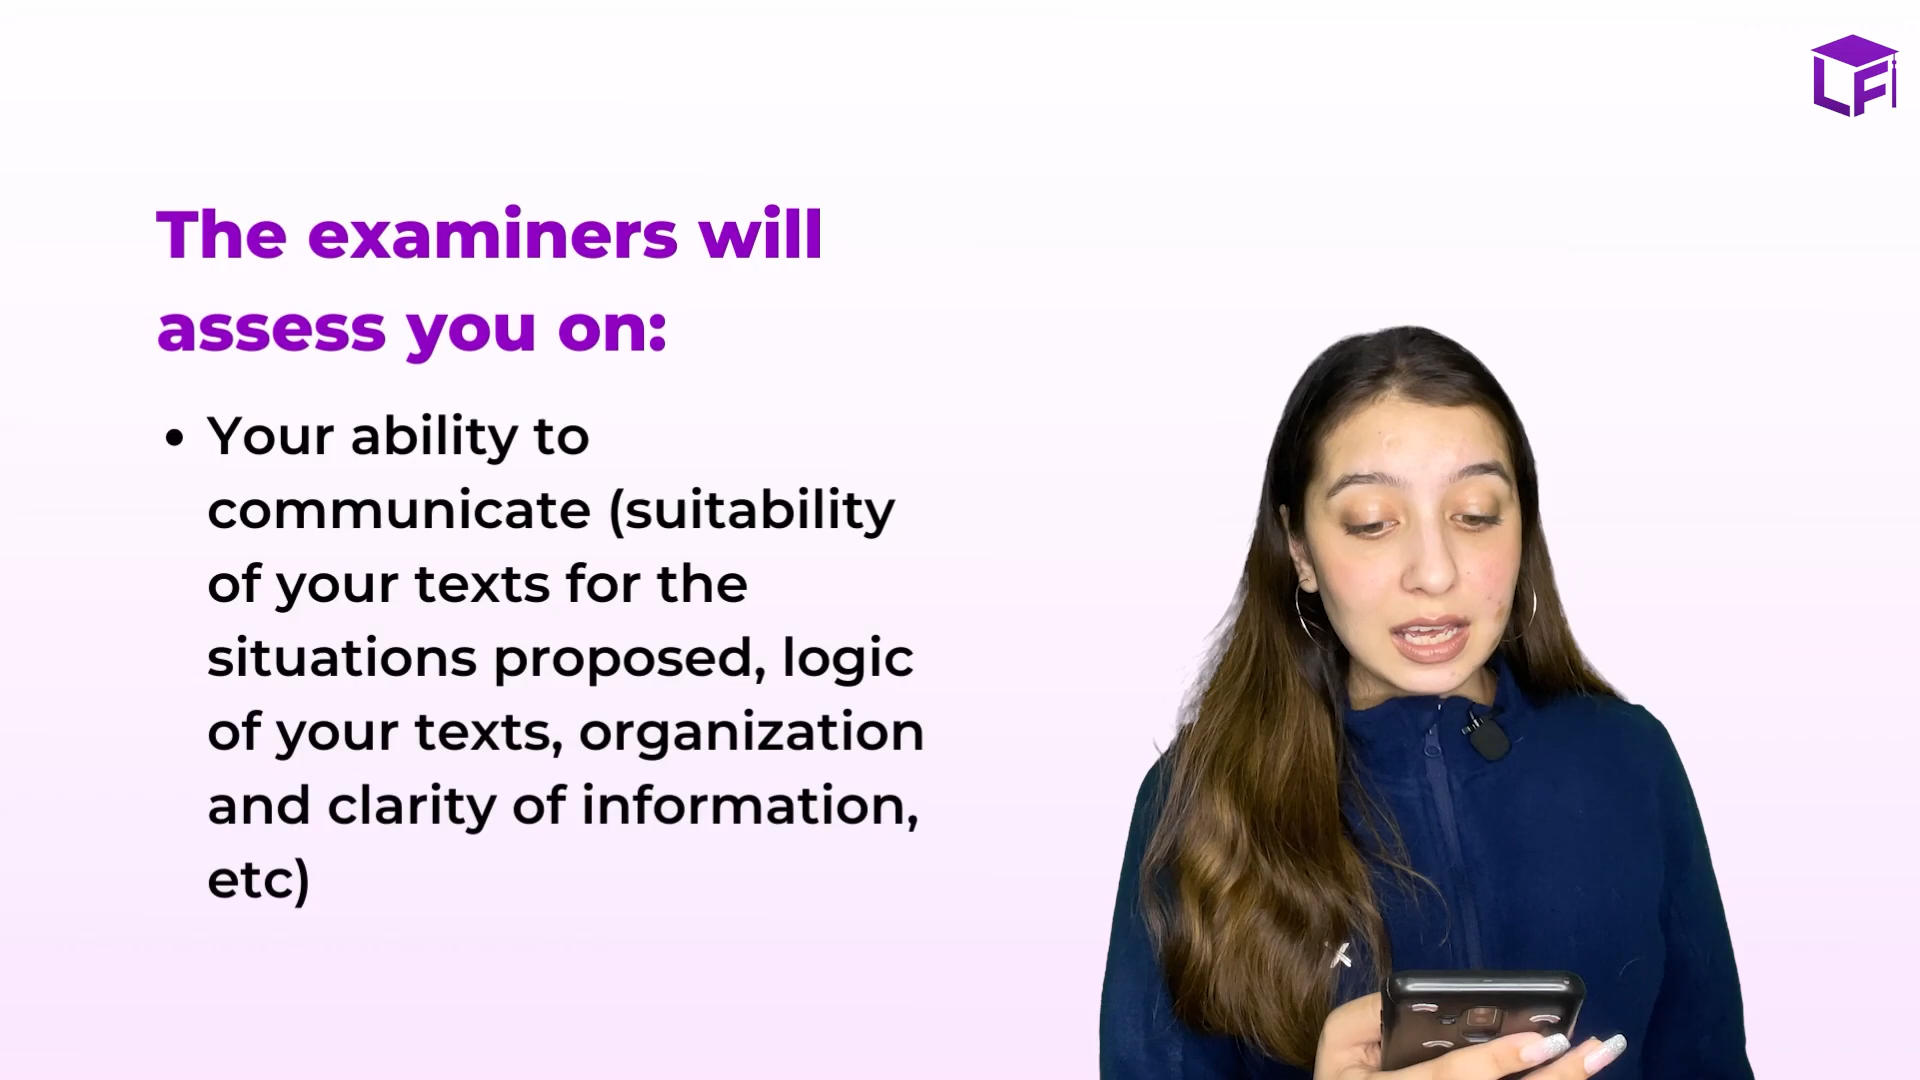 LF
The examiners will
assess you on:
• Your ability to
communicate (suitability
of your texts for the
situations proposed, logic
of your texts, organization
and clarity of information,
etc)